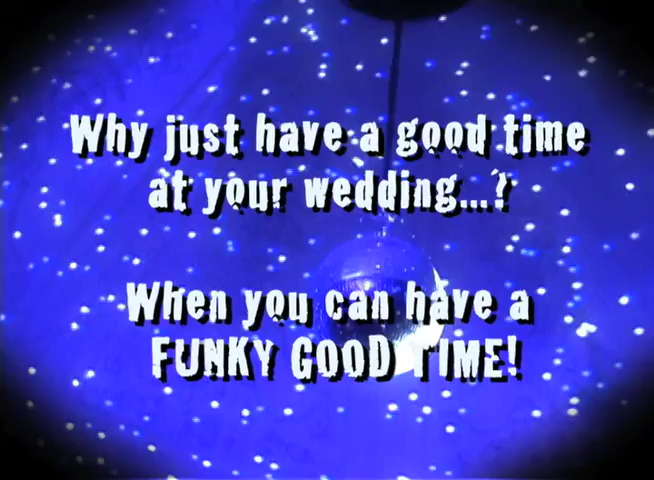 Why just have a good time
at your wedding...?
When you can have a
FUNKY GOOD TIME!